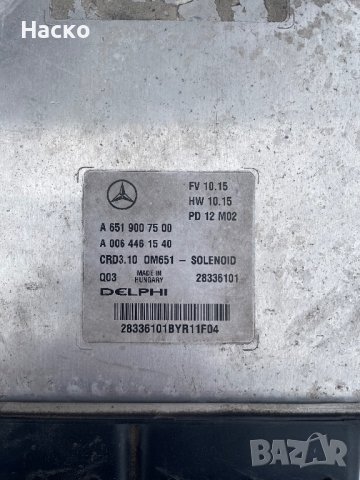 Наско
FV 10.15
HW 10.15
PD 12 M02
A 651 900 75 00
A 006 446 15 40
CRD3.10 OM651 - SOLENOID
Q03 MADE IN HUNGARY 28336101
DELPHI
28336101BYR11F04
BAZAR